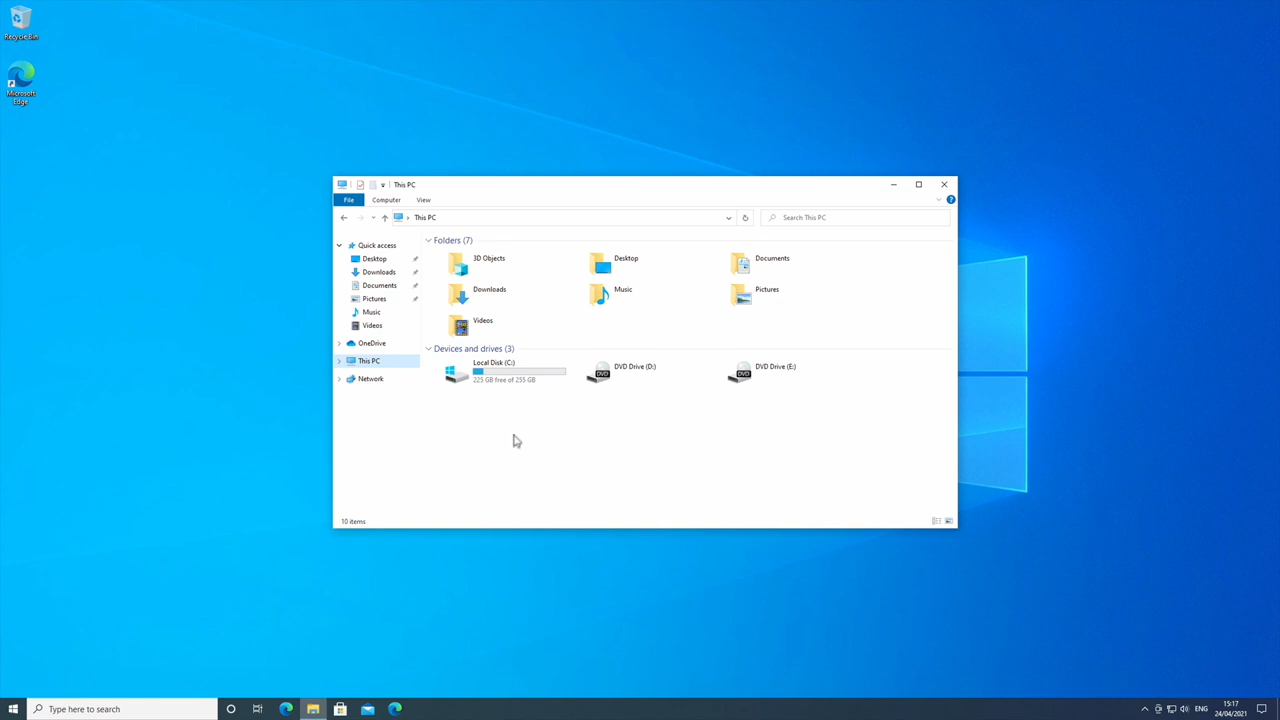 Recycle Bin
Microsoft
Edge
This PC
File
Computer
View
This PC
Search This PC
Quick access
Desktop
Downloads
Documents
Pictures
Music
Videos
OneDrive
This PC
Network
Folders (7)
3D Objects
Desktop
Documents
Downloads
Music
Pictures
Videos
Devices and drives (3)
Local Disk (C:)
225 GB free of 255 GB
DVD
DVD Drive (D:)
DVD
DVD Drive (E:)
10 items
Type here to search
ENG
15:17
24/04/2021